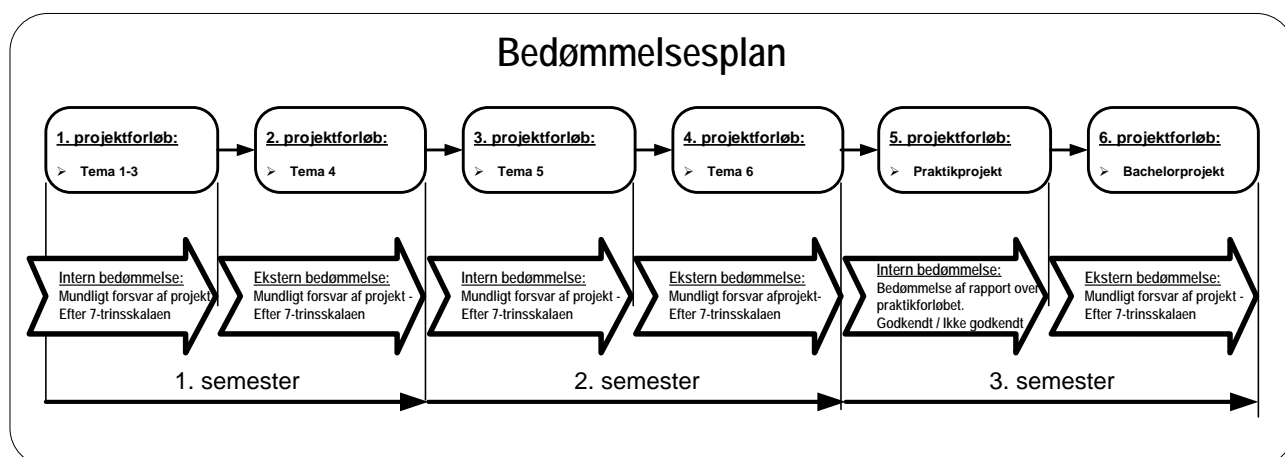 Bedømmelsesplan
1. projektforløb:
➢ Tema 1-3
2. projektforløb:
➢ Tema 4
3. projektforløb:
➢ Tema 5
4. projektforløb:
➢ Tema 6
5. projektforløb:
➢ Praktikprojekt
6. projektforløb:
➢ Bachelorprojekt
Intern bedømmelse:
Mundligt forsvar af projekt
Efter 7-trinsskalaen
Ekstern bedømmelse:
Mundligt forsvar af projekt -
Efter 7-trinsskalaen
Intern bedømmelse:
Mundligt forsvar af projekt -
Efter 7-trinsskalaen
Ekstern bedømmelse:
Mundligt forsvar afprojekt-
Efter 7-trinsskalaen
Intern bedømmelse:
Bedømmelse af rapport over
praktikforløbet.
Godkendt / Ikke godkendt
Ekstern bedømmelse:
Mundligt forsvar af projekt -
Efter 7-trinsskalaen
1. semester
2. semester
3. semester